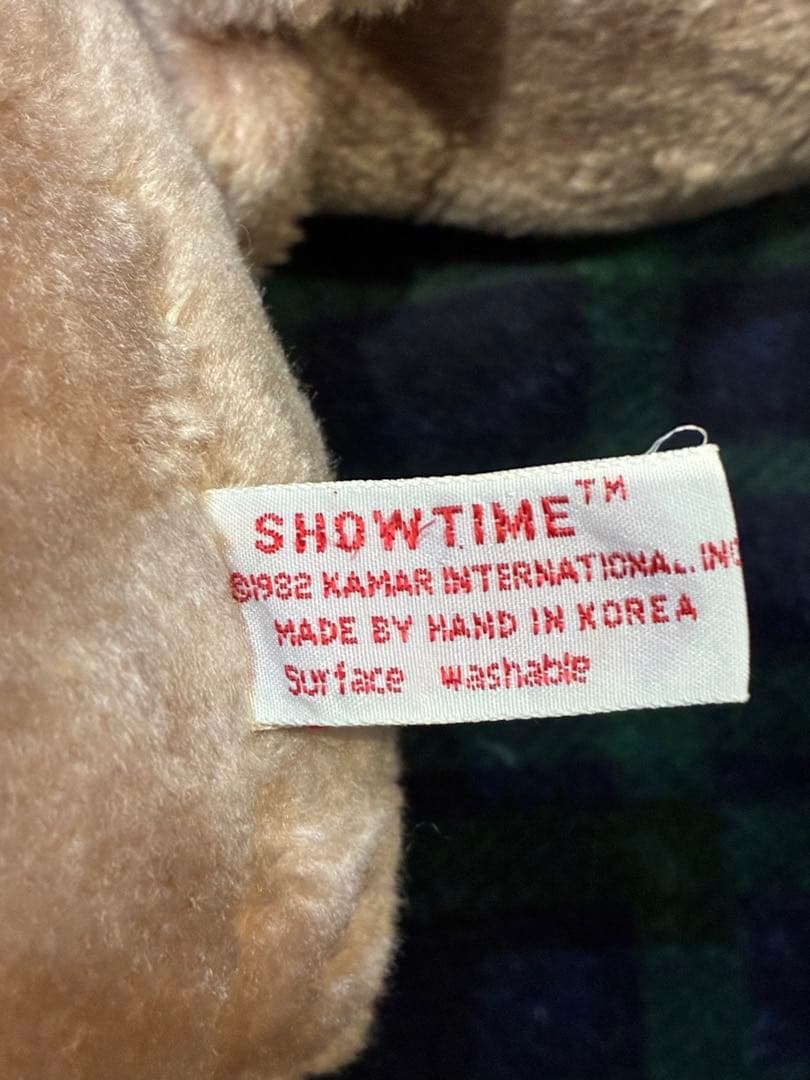 SHOWTIME™
©1982 KAMAR INTERNATIONAL, INC
MADE BY HAND IN KOREA
Surface Washable